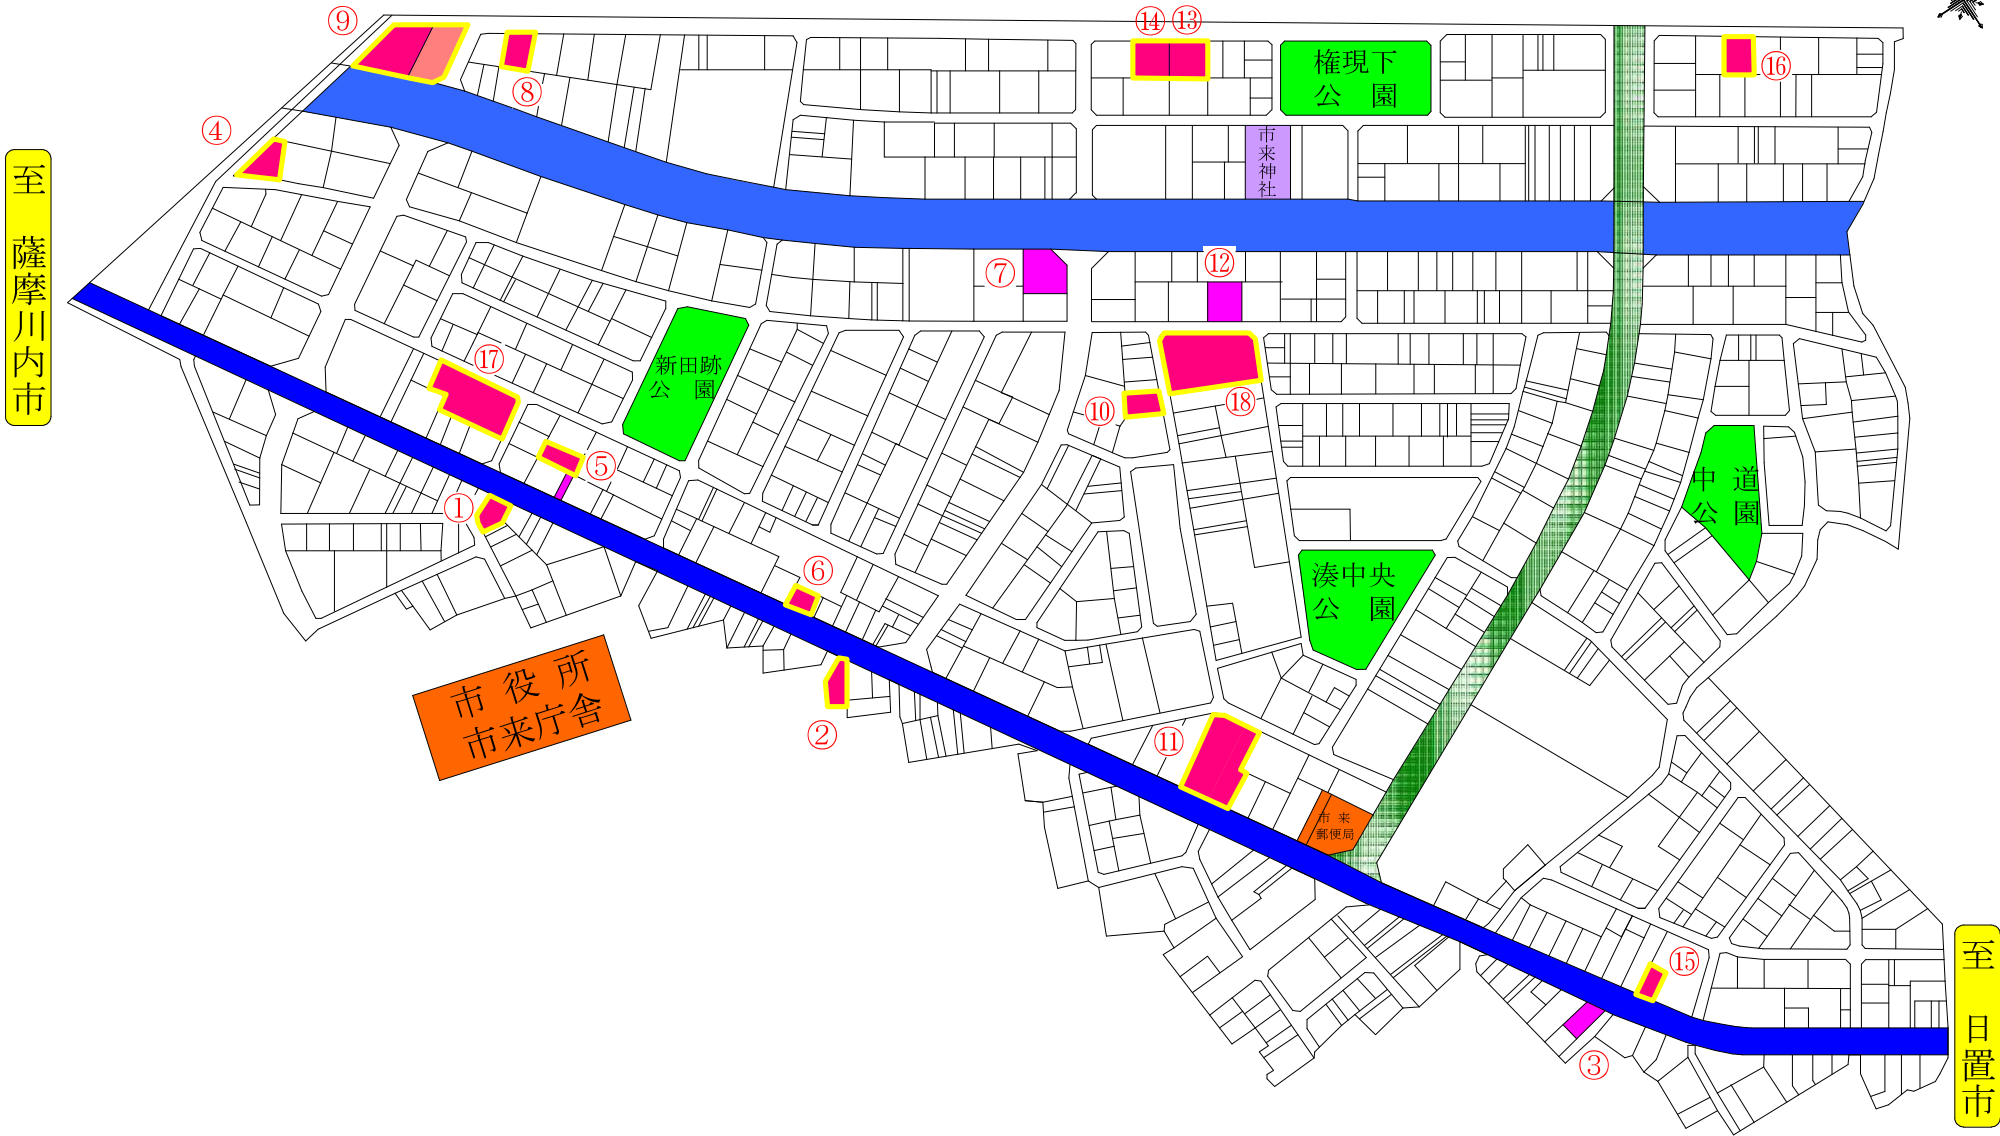 ⑨
⑭ ⑬
権現下
公 園
⑯
⑧
④
市来神社
至 薩摩川内市
⑫
⑦
⑰
新田跡
公 園
⑩
⑱
⑤
中 道
公 園
①
⑥
湊中央
公 園
市 役 所
市来庁舎
②
⑪
市 来
郵便局
⑮
至 日置市
③